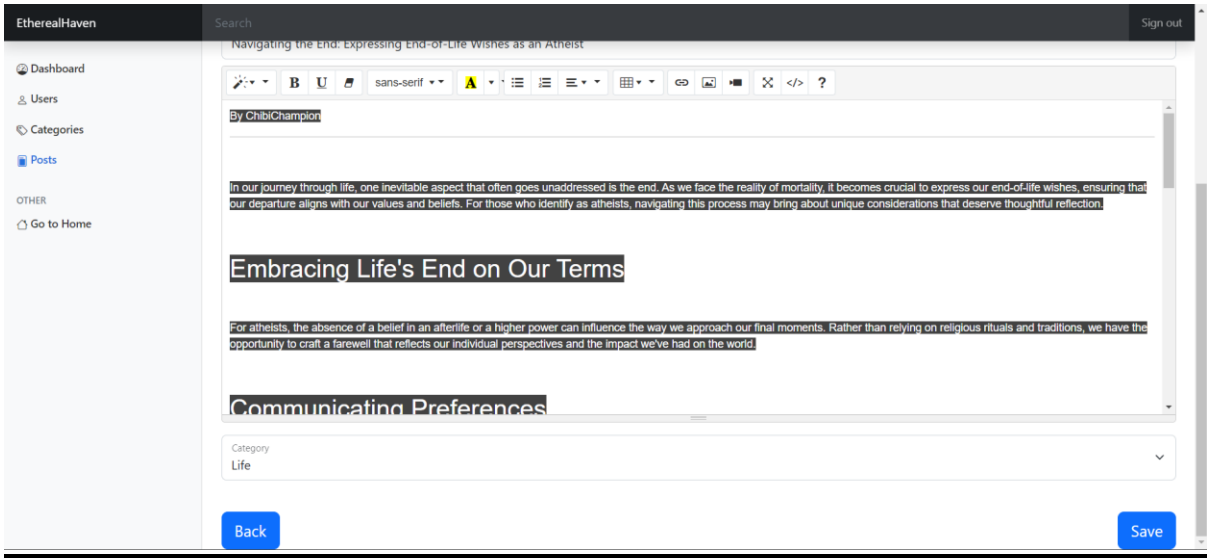 EtherealHaven
Search
Sign out
Dashboard
Users
Categories
Posts
OTHER
Go to Home
Navigating the End: Expressing End-of-Life Wishes as an Atheist
B U sans-serif A </> ?
By ChibiChampion
In our journey through life, one inevitable aspect that often goes unaddressed is the end. As we face the reality of mortality, it becomes crucial to express our end-of-life wishes, ensuring that
our departure aligns with our values and beliefs. For those who identify as atheists, navigating this process may bring about unique considerations that deserve thoughtful reflection.
Embracing Life's End on Our Terms
For atheists, the absence of a belief in an afterlife or a higher power can influence the way we approach our final moments. Rather than relying on religious rituals and traditions, we have the
opportunity to craft a farewell that reflects our individual perspectives and the impact we've had on the world.
Communicating Preferences
Category
Life
Back
Save